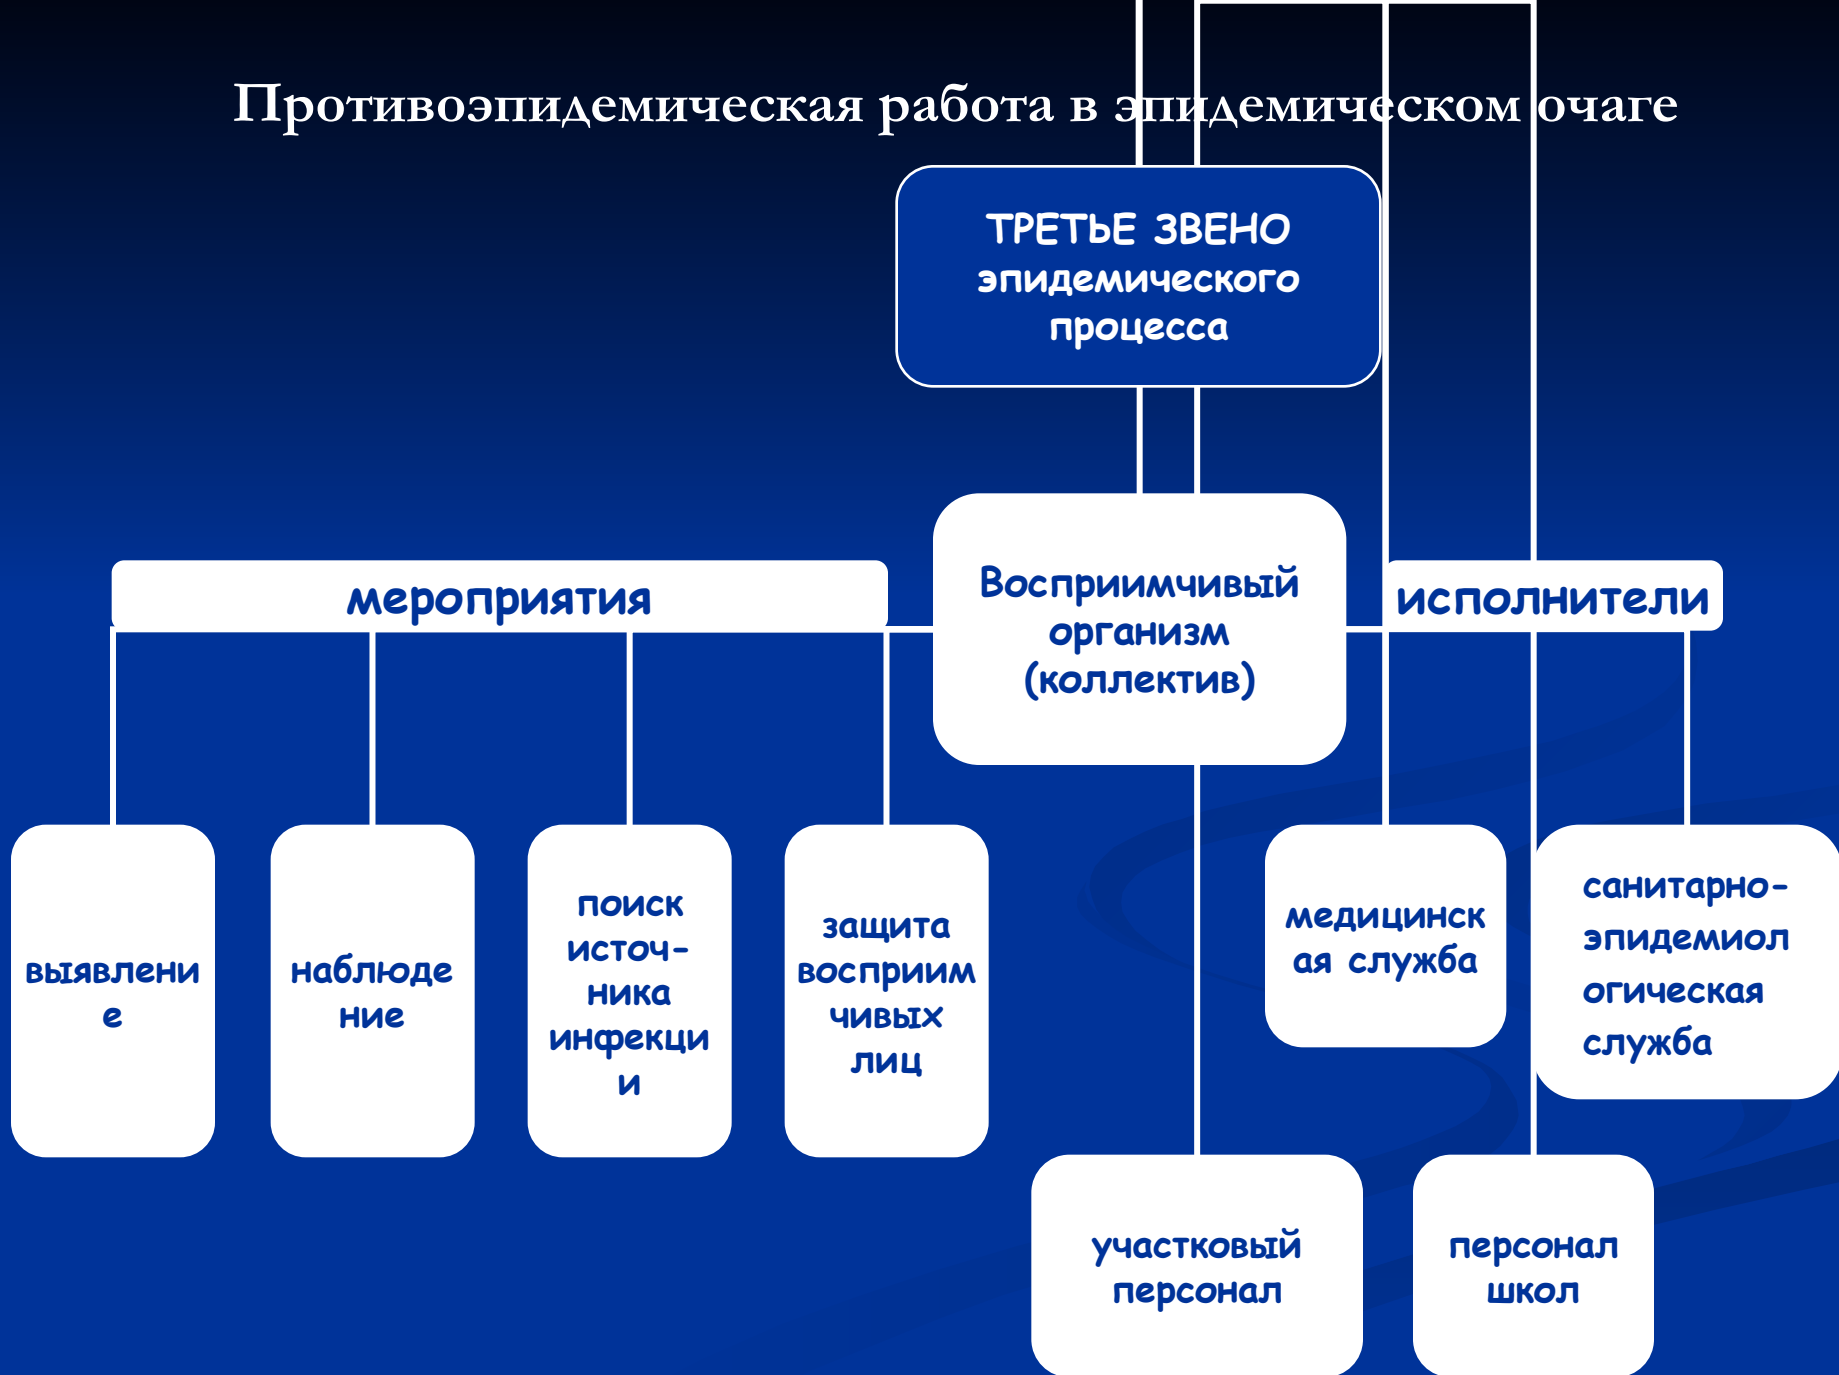 Противоэпидемическая работа в эпидемическом очаге
ТРЕТЬЕ ЗВЕНО
эпидемического
процесса
Восприимчивый
организм
(коллектив)
мероприятия
исполнители
выявлени
е
наблюде
ние
поиск
источ-
ника
инфекци
и
защита
восприим
чивых
лиц
медицинск
ая служба
санитарно-
эпидемиол
огическая
служба
участковый
персонал
персонал
школ